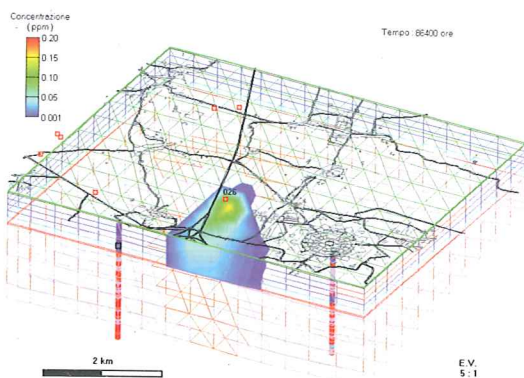 Concentrazione
( ppm )
0.20
0.15
0.10
0.05
0.001
Tempo : 86400 ore
026
2 km
E.V.
5 : 1